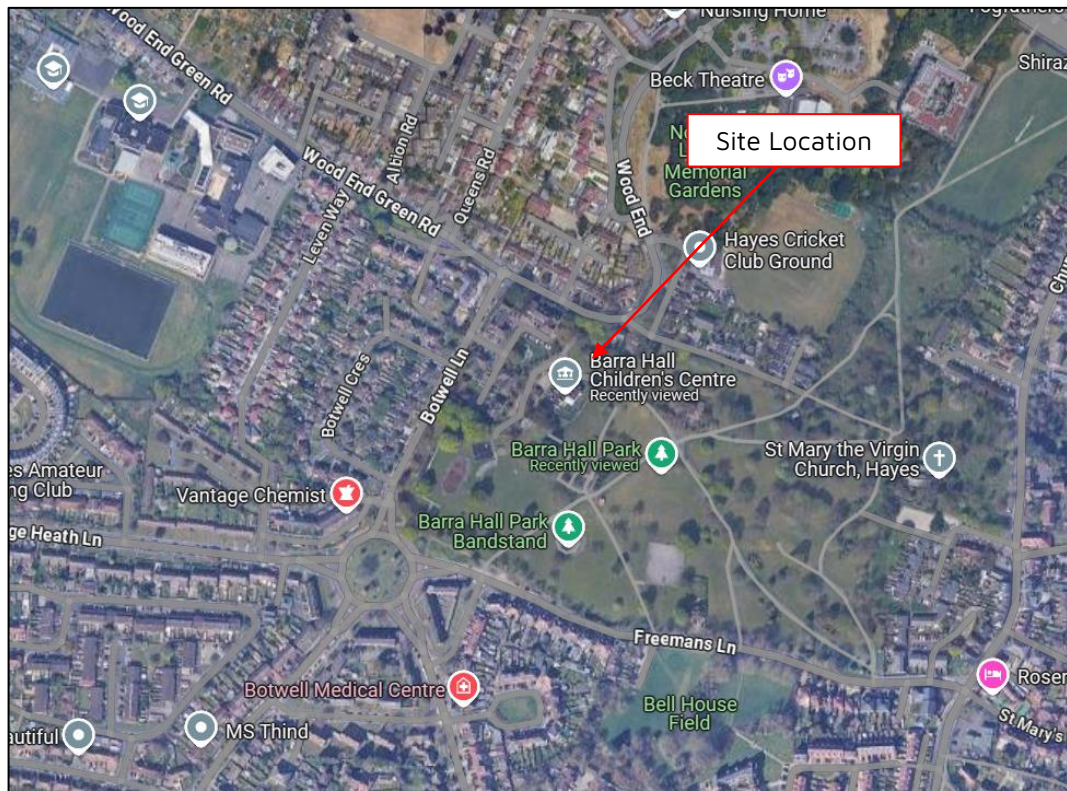 Nursing Home
Shiraz
Wood End Green Rd
Beck Theatre
Site Location
Memorial
Gardens
Albion Rd
Queens Rd
Wood End Green Rd
Wood End
Leven Way
Hayes Cricket
Club Ground
Barra Hall
Children's Centre
Recently viewed
Botwell Cres
Botwell Ln
Barra Hall Park
Recently viewed
St Mary the Virgin
Church, Hayes
es Amateur
ng Club
Vantage Chemist
Barra Hall Park
Bandstand
ge Heath Ln
Freemans Ln
Botwell Medical Centre
Bell House
Field
Roser
St Mary's
autiful
MS Thind